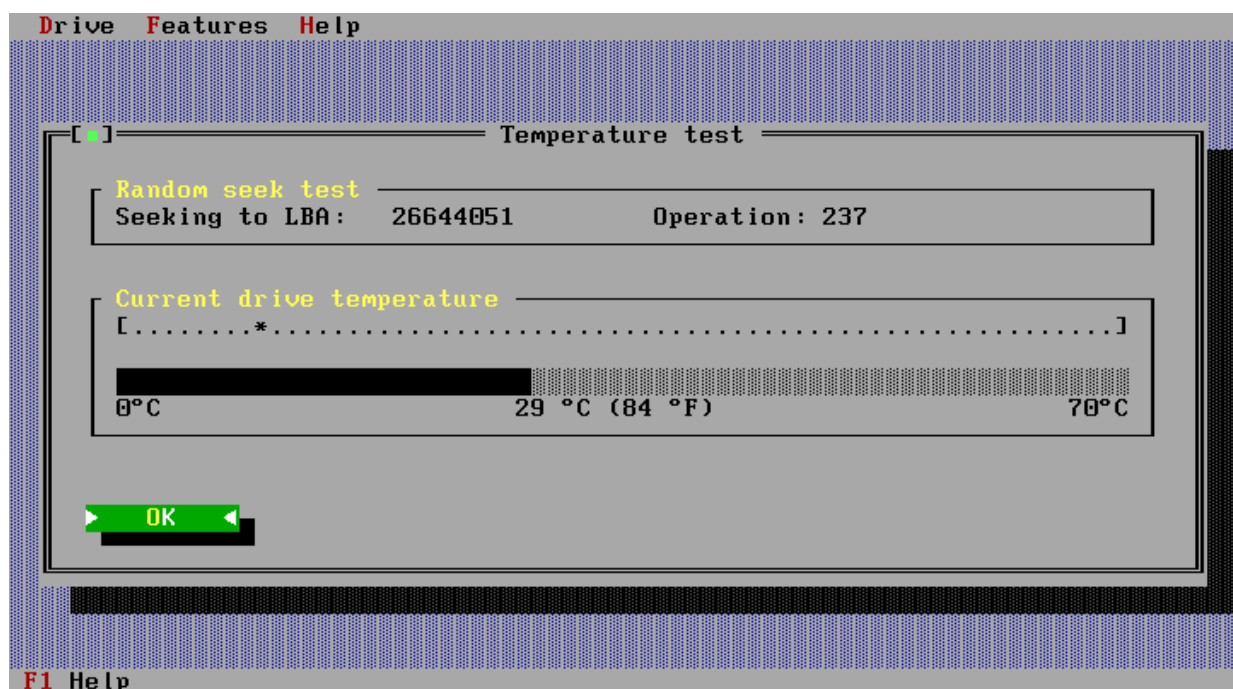 Drive Features Help
[■] Temperature test
Random seek test
Seeking to LBA: 26644051 Operation: 237
Current drive temperature
[........*.......................................................]
0°C 29 °C (84 °F) 70°C
OK
F1 Help